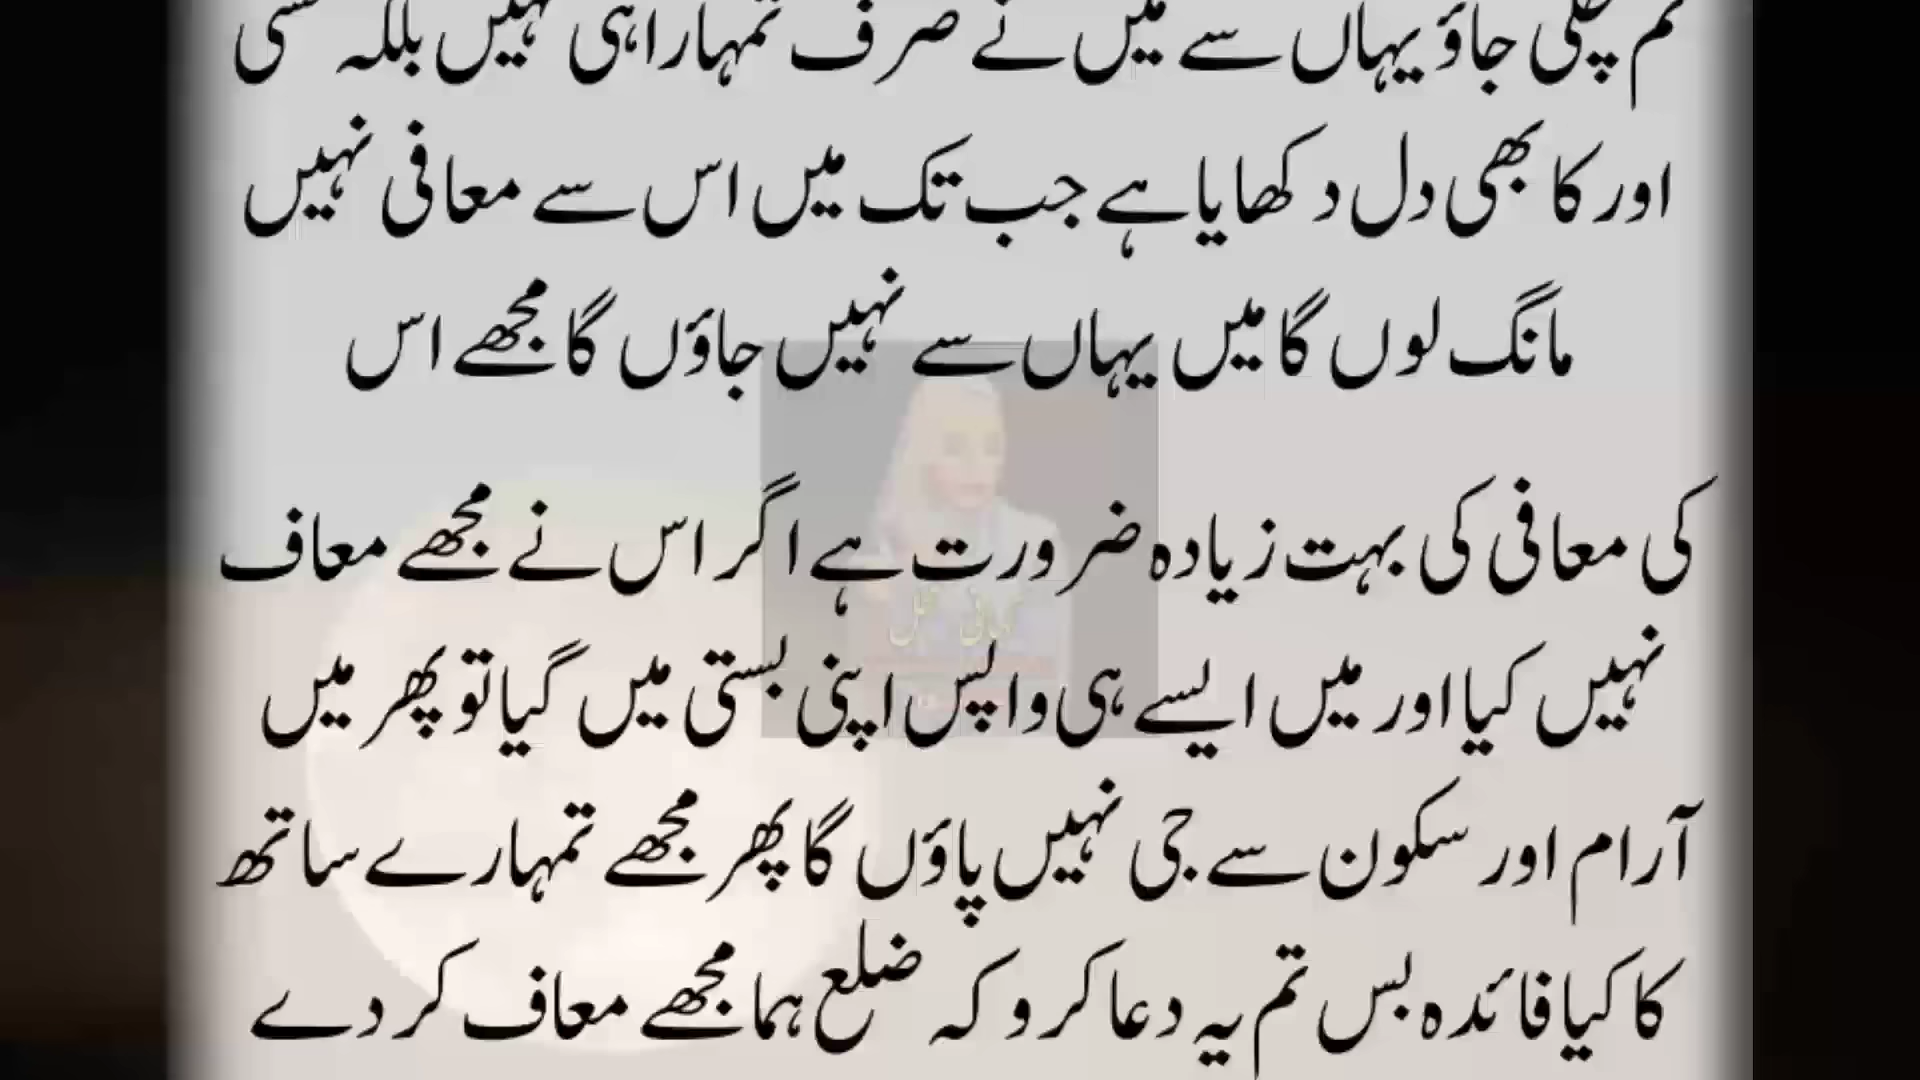 تم چلی جاؤ یہاں سے میں نے صرف تمہارا ہی نہیں بلکہ کسی
اور کا بھی دل دکھایا ہے جب تک میں اس سے معافی نہیں
مانگ لوں گا میں یہاں سے نہیں جاؤں گا مجھے اس
کی معافی کی بہت زیادہ ضرورت ہے اگر اس نے مجھے معاف
کہانی محل
نہیں کیا اور میں ایسے ہی واپس اپنی بستی میں گیا تو پھر میں
آرام اور سکون سے جی نہیں پاؤں گا پھر مجھے تمہارے ساتھ
کا کیا فائدہ بس تم یہ دعا کرو کہ ضلع ہما مجھے معاف کر دے